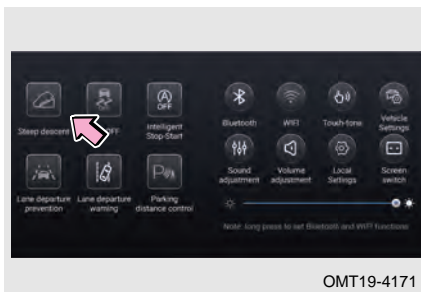 OFF
Bluetooth
WIFI
Touch-tone
Vehicle
Settings
Steep descent
FF
Intelligent
Stop-Start
Sound
adjustment
Volume
adjustment
Local
Settings
Screen
switch
Lane departure
prevention
Lane departure
warning
Parking
distance control
Note: long press to set Bluetooth and WIFI functions
OMT19-4171